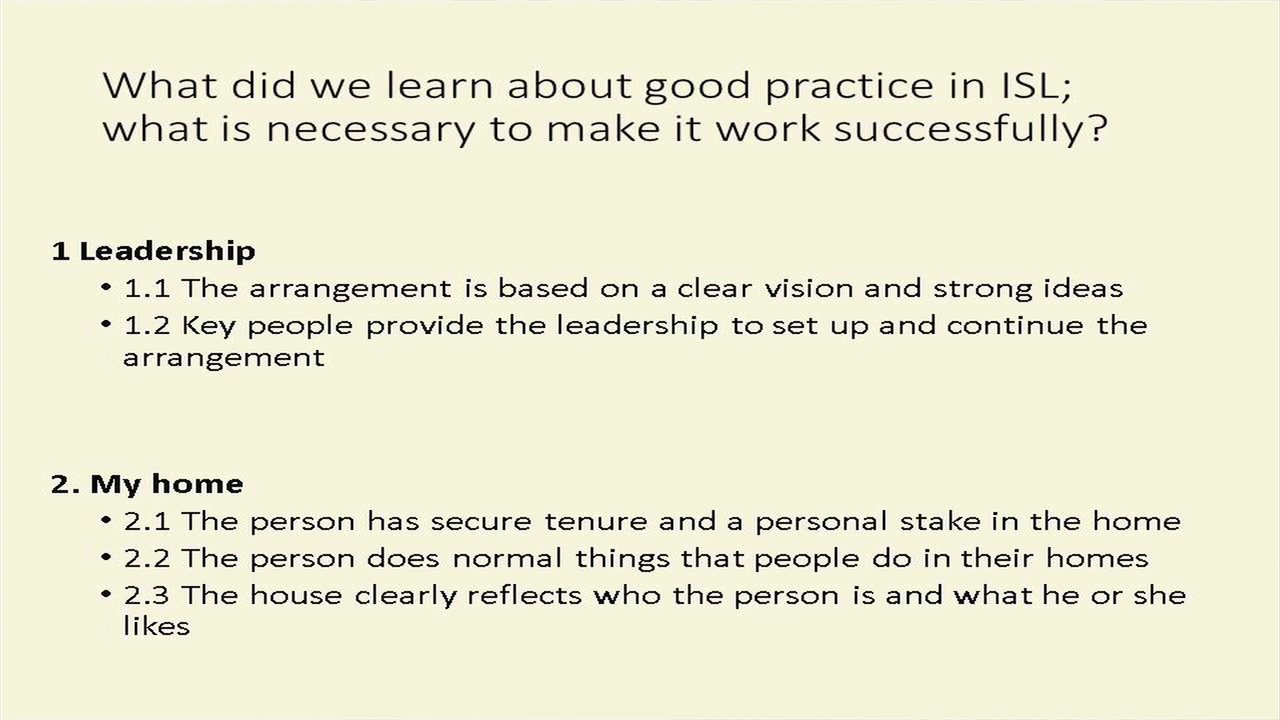 What did we learn about good practice in ISL;
what is necessary to make it work successfully?
1 Leadership
• 1.1 The arrangement is based on a clear vision and strong ideas
• 1.2 Key people provide the leadership to set up and continue the
arrangement
2. My home
• 2.1 The person has secure tenure and a personal stake in the home
• 2.2 The person does normal things that people do in their homes
• 2.3 The house clearly reflects who the person is and what he or she
likes